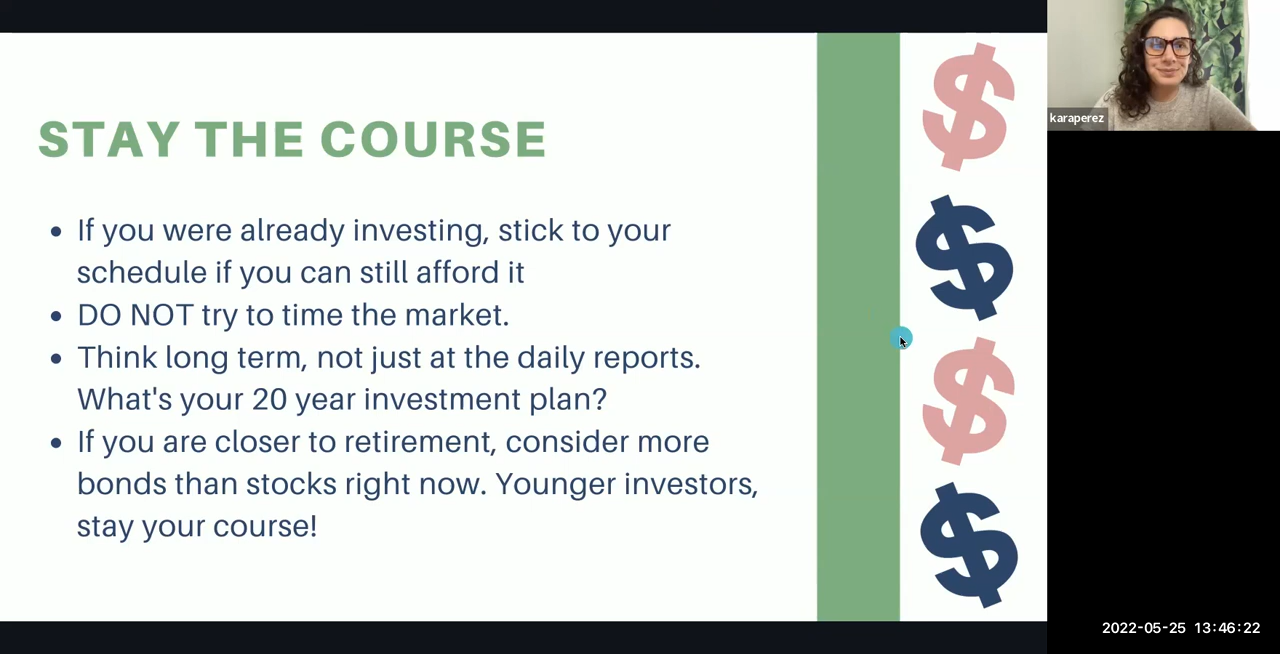 STAY THE COURSE
• If you were already investing, stick to your
schedule if you can still afford it
• DO NOT try to time the market.
• Think long term, not just at the daily reports.
What's your 20 year investment plan?
• If you are closer to retirement, consider more
bonds than stocks right now. Younger investors,
stay your course!
$
$
$
$
karaperez
2022-05-25 13:46:22